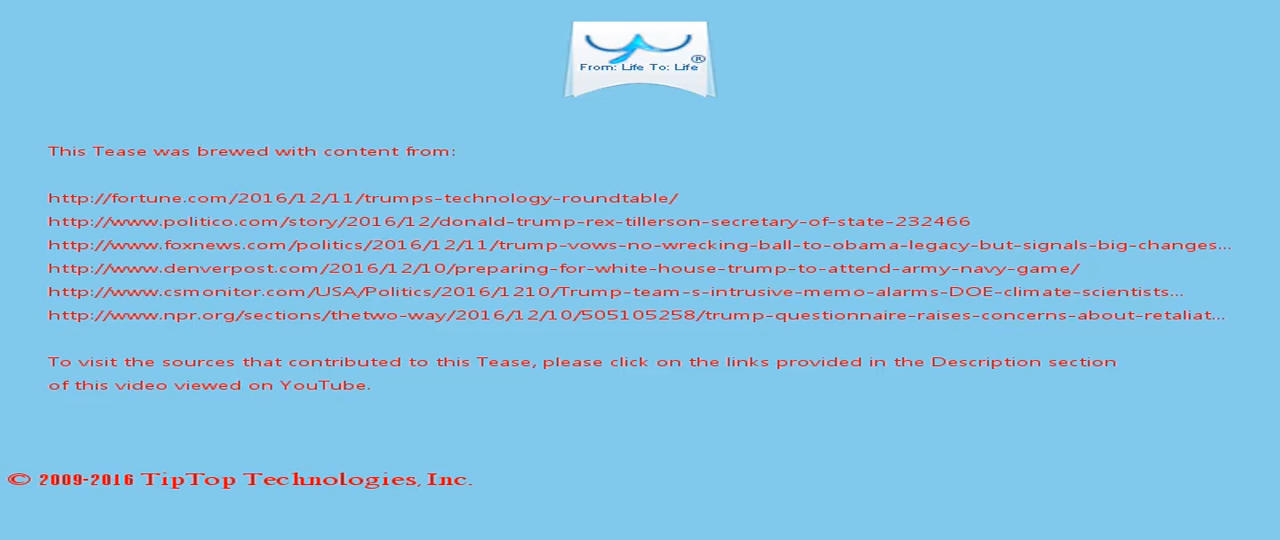 From: Life To: Life®
This Tease was brewed with content from:
http://fortune.com/2016/12/11/trumps-technology-roundtable/
http://www.politico.com/story/2016/12/donald-trump-rex-tillerson-secretary-of-state-232466
http://www.foxnews.com/politics/2016/12/11/trump-vows-no-wrecking-ball-to-obama-legacy-but-signals-big-changes...
http://www.denverpost.com/2016/12/10/preparing-for-white-house-trump-to-attend-army-navy-game/
http://www.csmonitor.com/USA/Politics/2016/1210/Trump-team-s-intrusive-memo-alarms-DOE-climate-scientists...
http://www.npr.org/sections/thetwo-way/2016/12/10/505105258/trump-questionnaire-raises-concerns-about-retaliat...
To visit the sources that contributed to this Tease, please click on the links provided in the Description section
of this video viewed on YouTube.
© 2009-2016 TipTop Technologies, Inc.